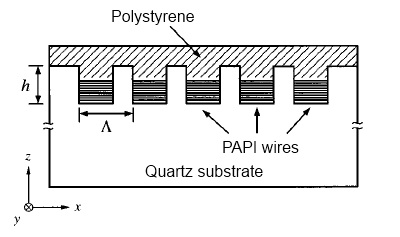 Polystyrene
h
Λ
PAPI wires
Quartz substrate
z
x
y